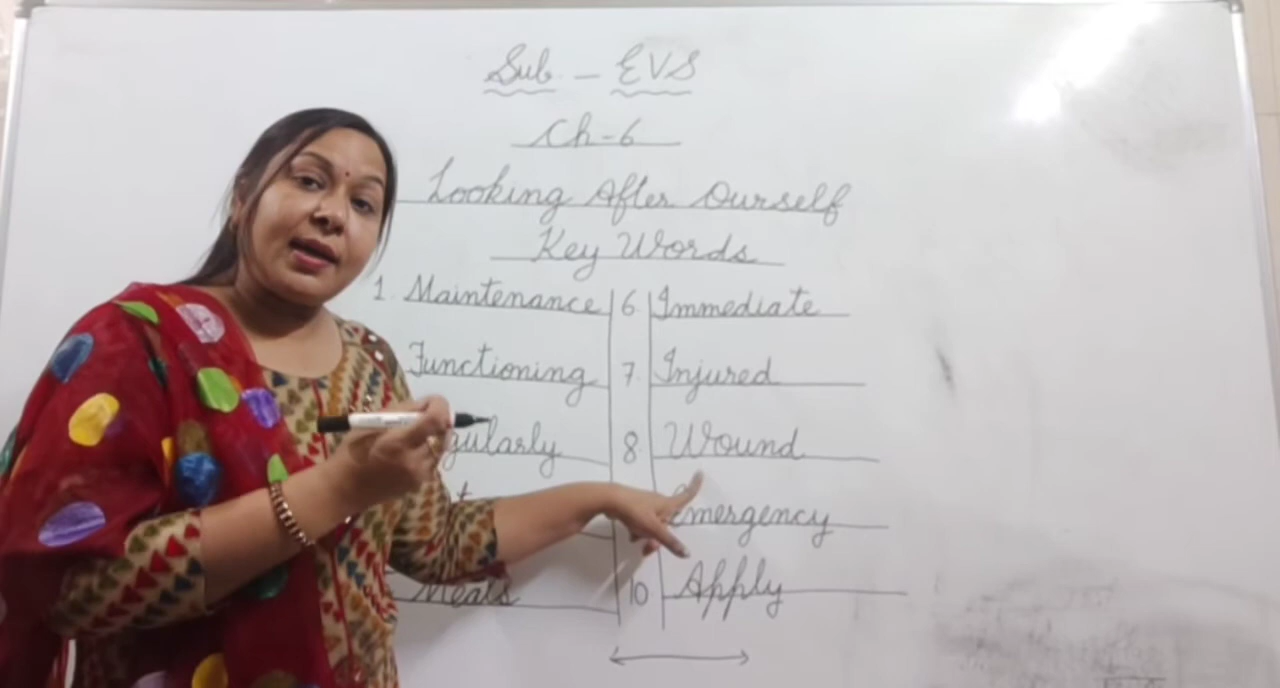 Sub. - EVS
Ch-6
Looking After Ourself
Key Words
1. Maintenance 6. Immediate
Functioning 7. Injured
gularly 8. Wound
Emergency
Meals 10 Apply